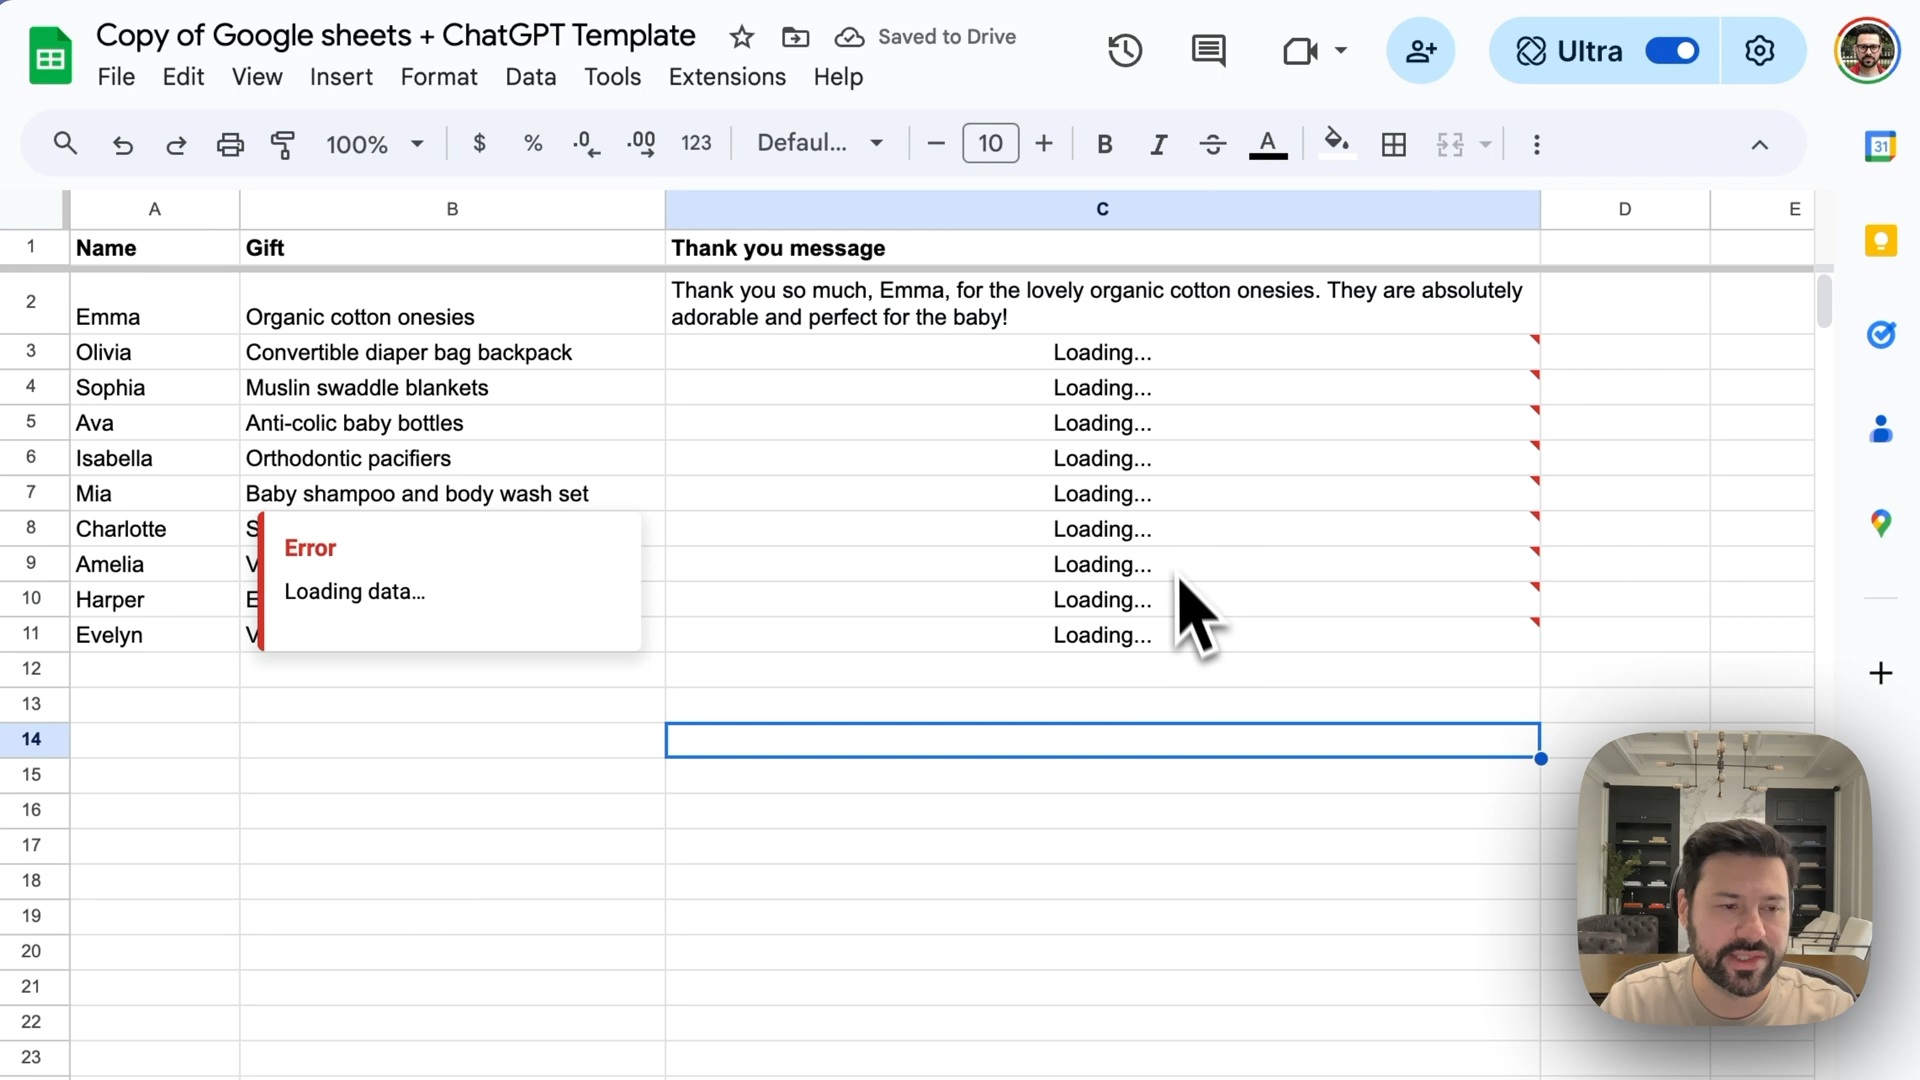 Copy of Google sheets + ChatGPT Template
Saved to Drive
Ultra
File Edit View Insert Format Data Tools Extensions Help
100% $ % .0 .00 123 Defaul... 10 B I S A
31
A B C D E
1 Name Gift Thank you message
2 Emma Organic cotton onesies Thank you so much, Emma, for the lovely organic cotton onesies. They are absolutely
adorable and perfect for the baby!
3 Olivia Convertible diaper bag backpack Loading...
4 Sophia Muslin swaddle blankets Loading...
5 Ava Anti-colic baby bottles Loading...
6 Isabella Orthodontic pacifiers Loading...
7 Mia Baby shampoo and body wash set Loading...
8 Charlotte S Loading...
Error
9 Amelia V Loading...
Loading data...
10 Harper E Loading...
11 Evelyn V Loading...
12
13
14
15
16
17
18
19
20
21
22
23